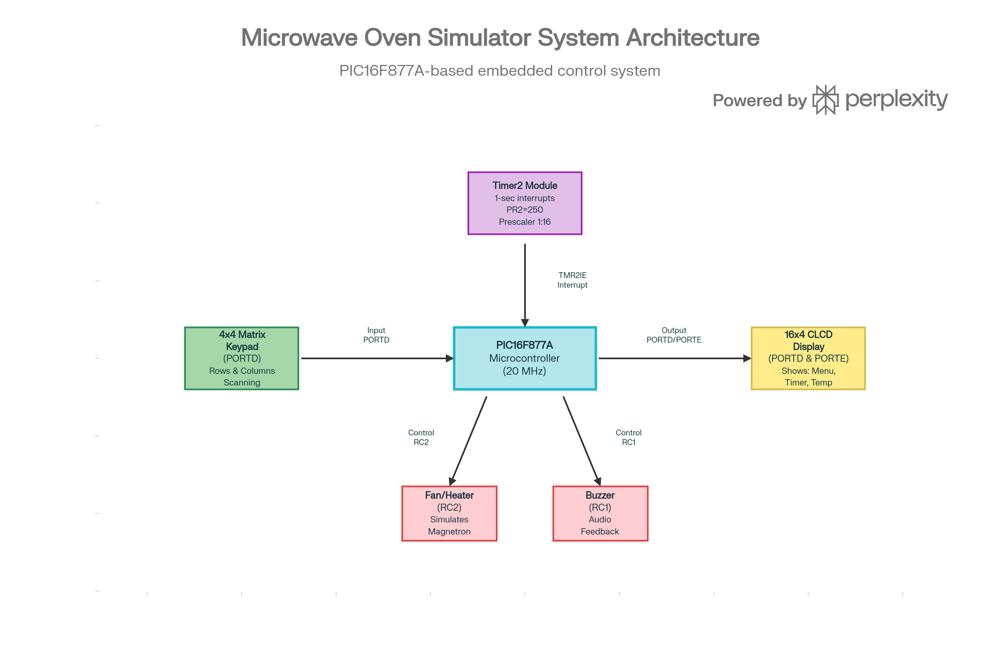 Microwave Oven Simulator System Architecture
PIC16F877A-based embedded control system
Powered by perplexity
Timer2 Module
1-sec interrupts
PR2=250
Prescaler 1:16
TMR2IE
Interrupt
4x4 Matrix
Keypad
(PORTD)
Rows & Columns
Scanning
Input
PORTD
PIC16F877A
Microcontroller
(20 MHz)
Output
PORTD/PORTE
16x4 CLCD
Display
(PORTD & PORTE)
Shows: Menu,
Timer, Temp
Control
RC2
Control
RC1
Fan/Heater
(RC2)
Simulates
Magnetron
Buzzer
(RC1)
Audio
Feedback